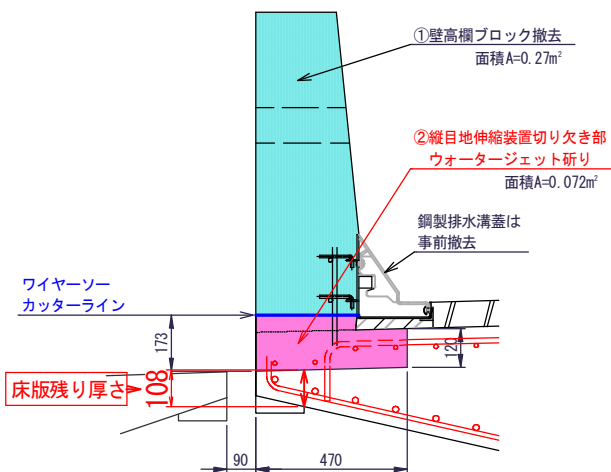 ①壁高欄ブロック撤去
面積A=0.27m²
②縦目地伸縮装置切り欠き部
ウォータージェット斫り
面積A=0.072m²
鋼製排水溝蓋は
事前撤去
ワイヤーソー
カッターライン
173
120
床版残り厚さ
108
90
470